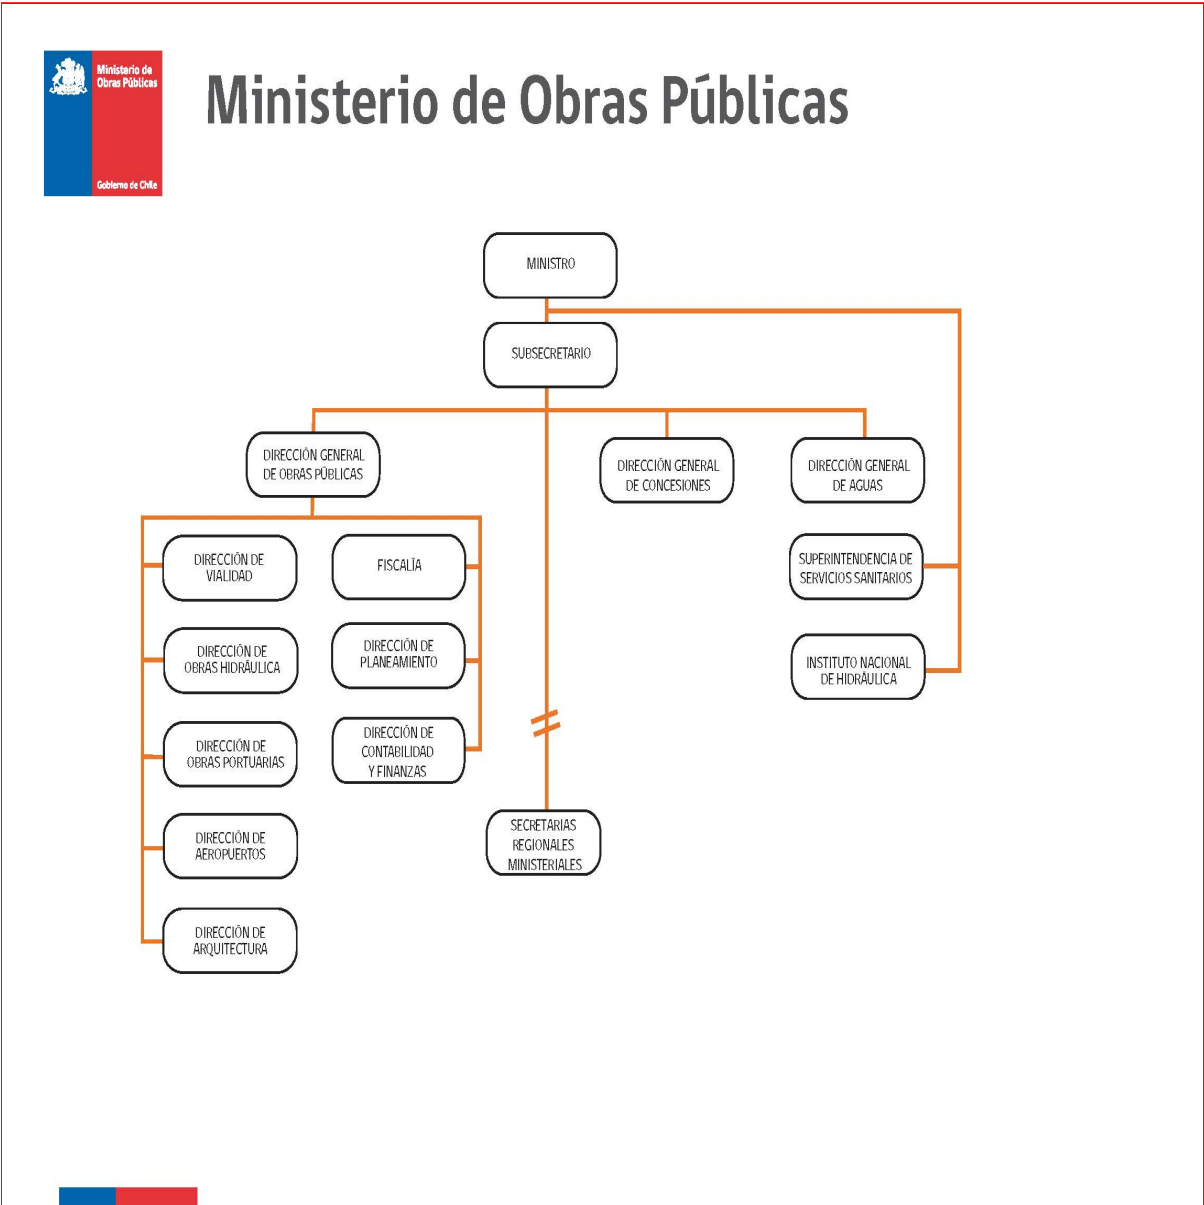 Ministerio de
Obras Públicas
Gobierno de Chile
Ministerio de Obras Públicas
MINISTRO
SUBSECRETARIO
DIRECCIÓN GENERAL
DE OBRAS PÚBLICAS
DIRECCIÓN GENERAL
DE CONCESIONES
DIRECCIÓN GENERAL
DE AGUAS
DIRECCIÓN DE
VIALIDAD
FISCALÏA
SUPERINTENDENCIA DE
SERVICIOS SANITARIOS
DIRECCIÓN DE
OBRAS HIDRÄULICA
DIRECCIÓN DE
PLANEAMIENTO
INSTITUTO NACIONAL
DE HIDRÄULICA
DIRECCIÓN DE
OBRAS PORTUARIAS
DIRECCIÓN DE
CONTABILIDAD
Y FINANZAS
DIRECCIÓN DE
AEROPUERTOS
SECRETARIAS
REGIONALES
MINISTERIALES
DIRECCIÓN DE
ARQUITECTURA